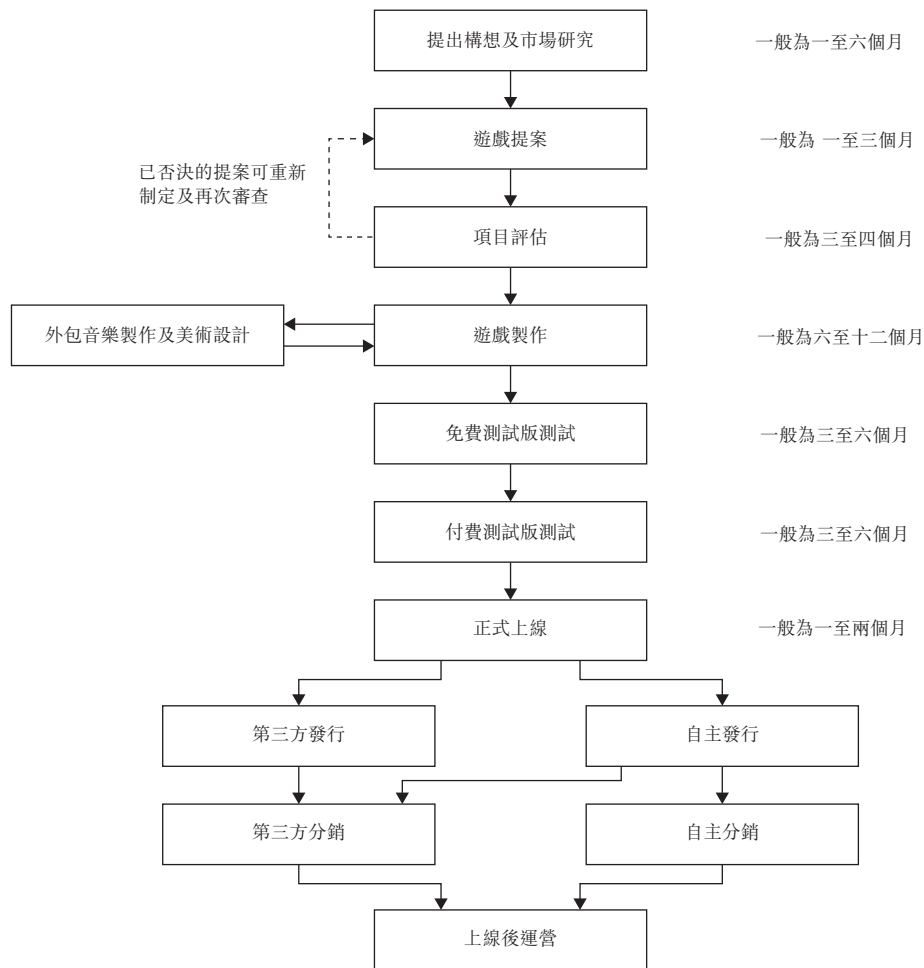 提出構想及市場研究
一般為一至六個月
遊戲提案
一般為 一至三個月
已否決的提案可重新
制定及再次審查
項目評估
一般為三至四個月
外包音樂製作及美術設計
遊戲製作
一般為六至十二個月
免費測試版測試
一般為三至六個月
付費測試版測試
一般為三至六個月
正式上線
一般為一至兩個月
第三方發行
自主發行
第三方分銷
自主分銷
上線後運營